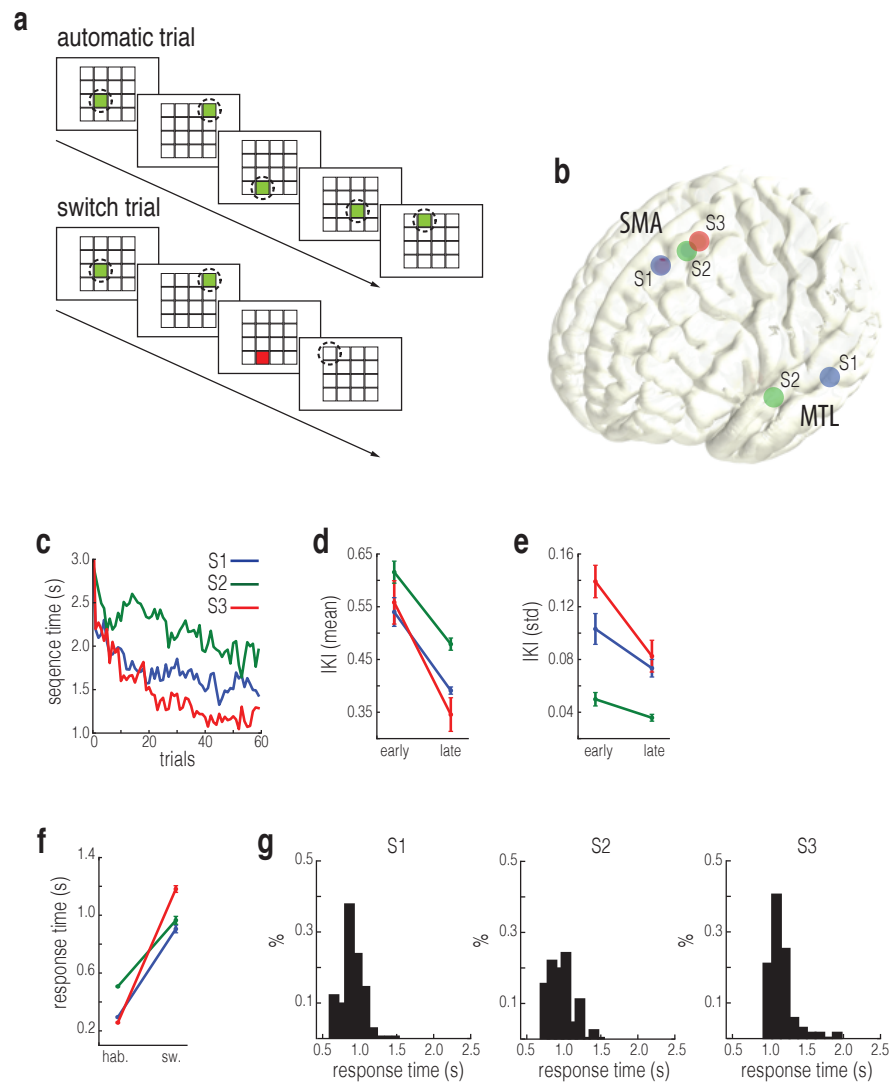 a
automatic trial
switch trial
b
SMA
S3
S2
S1
S1
S2
MTL
c
seqence time (s)
3.0
2.5
2.0
1.5
1.0
0
20
40
60
trials
S1
S2
S3
d
IKI (mean)
0.65
0.55
0.45
0.35
early
late
e
IKI (std)
0.16
0.12
0.08
0.04
early
late
f
response time (s)
1.4
1.0
0.6
0.2
hab.
sw.
g
S1
%
0.5
0.3
0.1
0.5
1.0
1.5
2.0
2.5
response time (s)
S2
%
0.5
0.3
0.1
0.5
1.0
1.5
2.0
2.5
response time (s)
S3
%
0.5
0.3
0.1
0.5
1.0
1.5
2.0
2.5
response time (s)